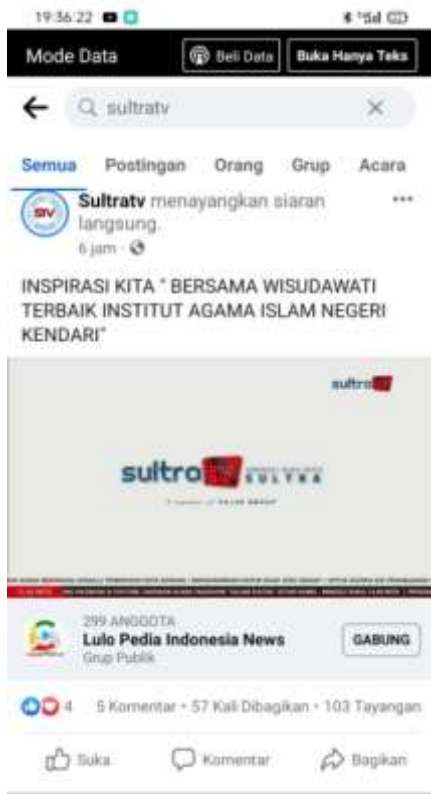 19:36:22
Mode Data
Beli Data
Buka Hanya Teks
sultratv
Semua Postingan Orang Grup Acara
Sultratv menayangkan siaran
langsung.
6 jam
INSPIRASI KITA " BERSAMA WISUDAWATI
TERBAIK INSTITUT AGAMA ISLAM NEGERI
KENDARI"
sultra
sultra tv
SULTRA
299 ANGGOTA
Lulo Pedia Indonesia News
GABUNG
Grup Publik
4 5 Komentar • 57 Kali Dibagikan • 103 Tayangan
Suka Komentar Bagikan